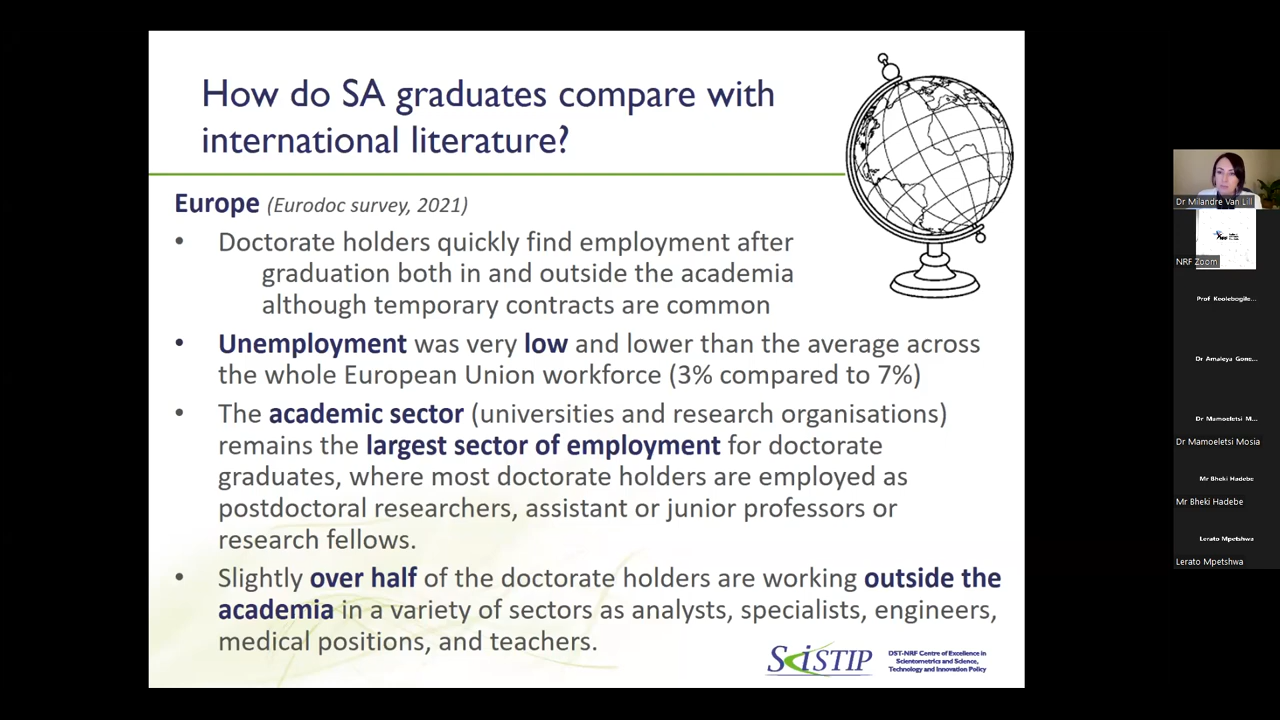 How do SA graduates compare with
international literature?
Europe (Eurodoc survey, 2021)
• Doctorate holders quickly find employment after
graduation both in and outside the academia
although temporary contracts are common
• Unemployment was very low and lower than the average across
the whole European Union workforce (3% compared to 7%)
• The academic sector (universities and research organisations)
remains the largest sector of employment for doctorate
graduates, where most doctorate holders are employed as
postdoctoral researchers, assistant or junior professors or
research fellows.
• Slightly over half of the doctorate holders are working outside the
academia in a variety of sectors as analysts, specialists, engineers,
medical positions, and teachers.
SciSTIP
DST-NRF Centre of Excellence in
Scientometrics and Science,
Technology and Innovation Policy
Dr Milandre Van Lill
NRF Zoom
Prof Keolebogile...
Dr Amaleya Gone...
Dr Mamoeletsi M...
Dr Mamoeletsi Mosia
Mr Bheki Hadebe
Mr Bheki Hadebe
Lerato Mpetshwa
Lerato Mpetshwa